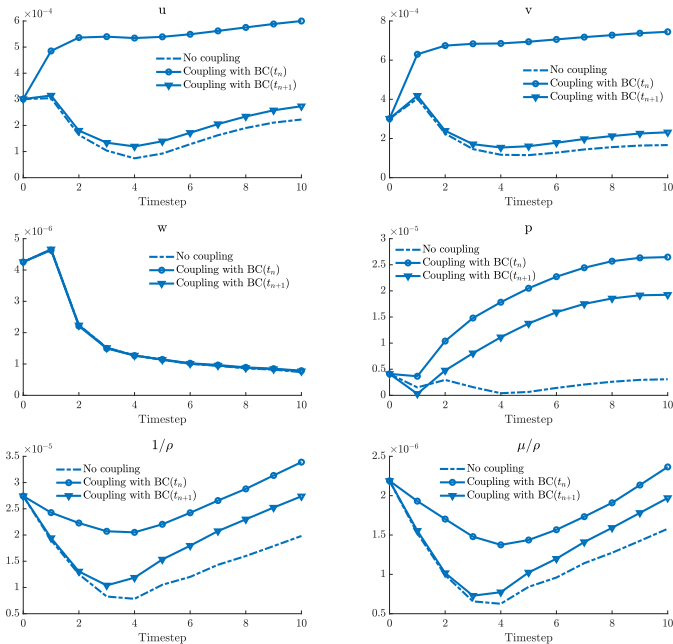 u
×10⁻⁴
6
5
4
3
2
1
0
No coupling
Coupling with BC(tₙ)
Coupling with BC(tₙ₊₁)
0 2 4 6 8 10
Timestep
v
×10⁻⁴
8
6
4
2
0
No coupling
Coupling with BC(tₙ)
Coupling with BC(tₙ₊₁)
0 2 4 6 8 10
Timestep
w
×10⁻⁶
5
4
3
2
1
0
No coupling
Coupling with BC(tₙ)
Coupling with BC(tₙ₊₁)
0 2 4 6 8 10
Timestep
p
×10⁻⁵
3
2.5
2
1.5
1
0.5
0
No coupling
Coupling with BC(tₙ)
Coupling with BC(tₙ₊₁)
0 2 4 6 8 10
Timestep
1/ρ
×10⁻⁵
3.5
3
2.5
2
1.5
1
0.5
No coupling
Coupling with BC(tₙ)
Coupling with BC(tₙ₊₁)
0 2 4 6 8 10
Timestep
μ/ρ
×10⁻⁶
2.5
2
1.5
1
0.5
No coupling
Coupling with BC(tₙ)
Coupling with BC(tₙ₊₁)
0 2 4 6 8 10
Timestep